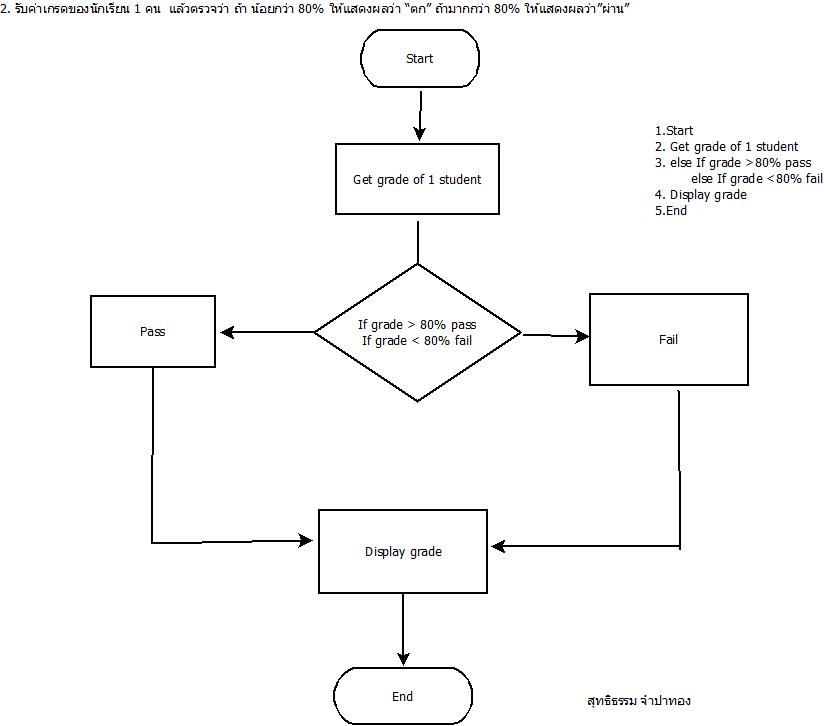 2. รับค่าเกรดของนักเรียน 1 คน  แล้วตรวจว่า ถ้า น้อยกว่า 80% ให้แสดงผลว่า “ตก” ถ้ามากกว่า 80% ให้แสดงผลว่า”ผ่าน”
Start
1.Start
2. Get grade of 1 student
3. else If grade >80% pass
else If grade <80% fail
4. Display grade
5.End
Get grade of 1 student
If grade > 80% pass
If grade < 80% fail
Pass
Fail
Display grade
End
สุทธิธรรม จำปาทอง